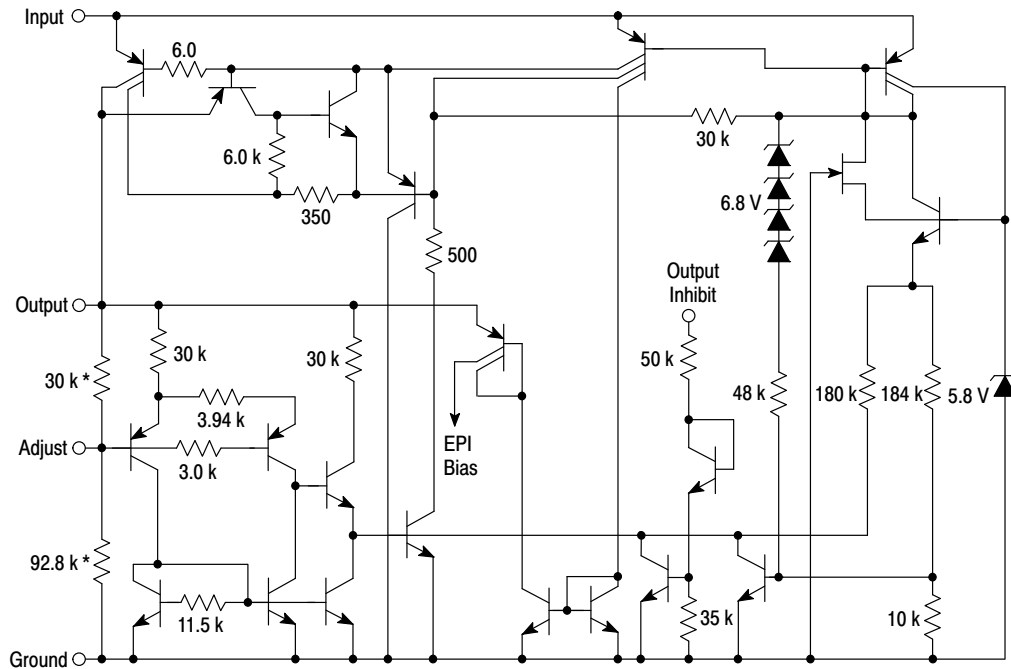 Input
6.0
30 k
6.0 k
6.8 V
350
500
Output
Output
Inhibit
30 k
30 k
50 k
30 k *
48 k
180 k
184 k
5.8 V
3.94 k
Adjust
EPI
Bias
3.0 k
92.8 k *
11.5 k
35 k
10 k
Ground